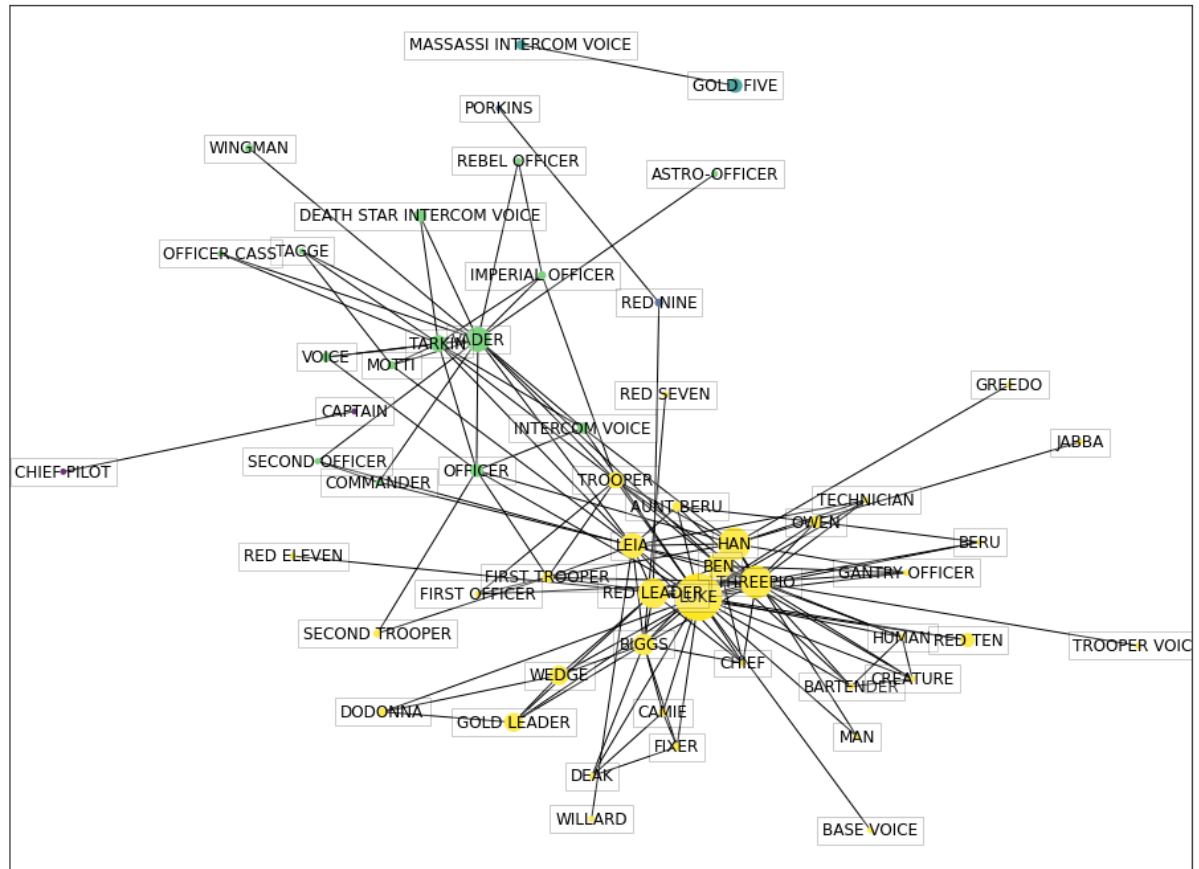 MASSASSI INTERCOM VOICE
GOLD FIVE
PORKINS
WINGMAN
REBEL OFFICER
ASTRO-OFFICER
DEATH STAR INTERCOM VOICE
OFFICER CASS
TAGGE
IMPERIAL OFFICER
RED NINE
TARKIN
VADER
VOICE
MOTTI
GREEDO
RED SEVEN
CAPTAIN
INTERCOM VOICE
JABBA
SECOND OFFICER
CHIEF PILOT
OFFICER
COMMANDER
TROOPER
TECHNICIAN
AUNT BERU
OWEN
BERU
LEIA
HAN
RED ELEVEN
BEN
GANTRY OFFICER
FIRST TROOPER
THREEPIO
FIRST OFFICER
RED LEADER
LUKE
SECOND TROOPER
HUMAN
RED TEN
BIGGS
TROOPER VOIC
CHIEF
WEDGE
CREATURE
BARTENDER
DODONNA
CAMIE
GOLD LEADER
MAN
FIXER
DEAK
WILLARD
BASE VOICE